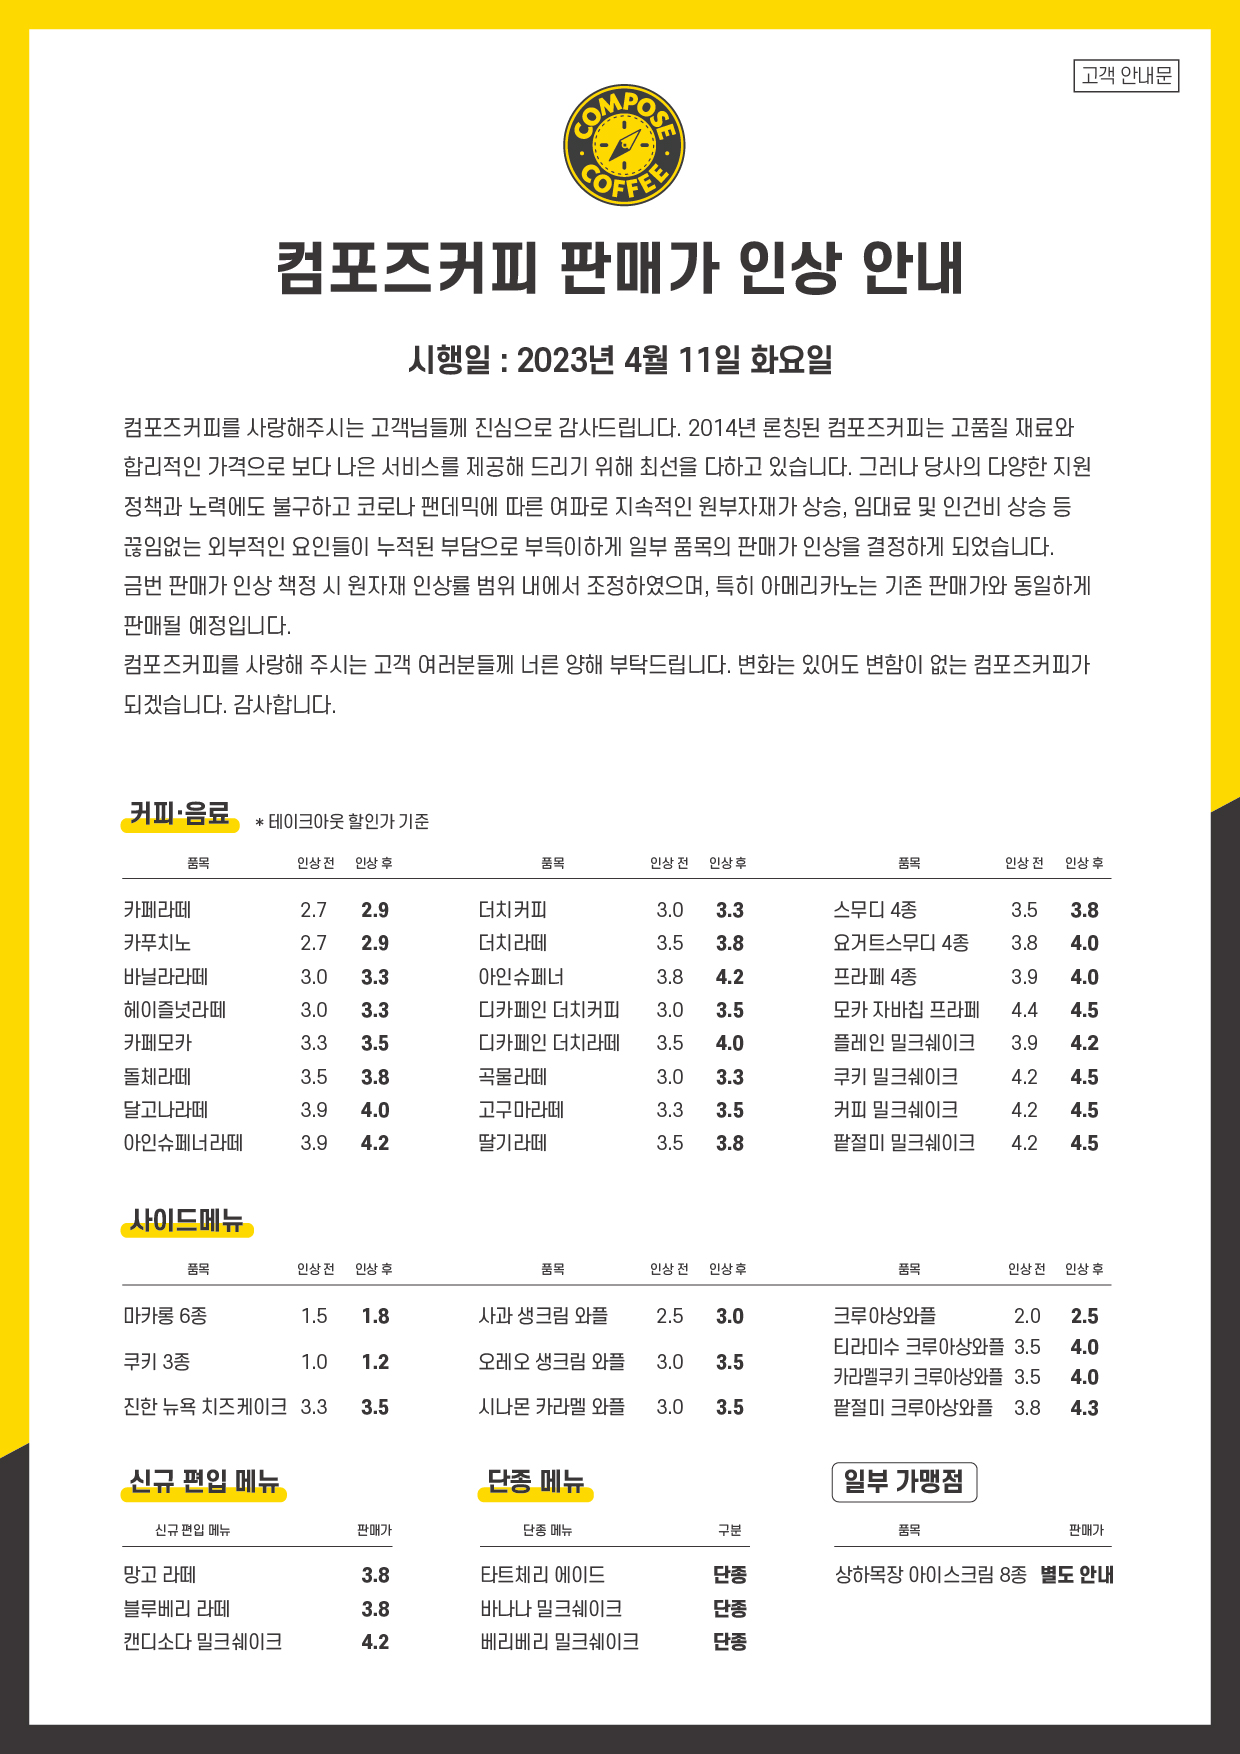 고객 안내문
COMPOSE
COFFEE
컴포즈커피 판매가 인상 안내
시행일 : 2023년 4월 11일 화요일
컴포즈커피를 사랑해주시는 고객님들께 진심으로 감사드립니다. 2014년 론칭된 컴포즈커피는 고품질 재료와
합리적인 가격으로 보다 나은 서비스를 제공해 드리기 위해 최선을 다하고 있습니다. 그러나 당사의 다양한 지원
정책과 노력에도 불구하고 코로나 팬데믹에 따른 여파로 지속적인 원부자재가 상승, 임대료 및 인건비 상승 등
끊임없는 외부적인 요인들이 누적된 부담으로 부득이하게 일부 품목의 판매가 인상을 결정하게 되었습니다.
금번 판매가 인상 책정 시 원자재 인상률 범위 내에서 조정하였으며, 특히 아메리카노는 기존 판매가와 동일하게
판매될 예정입니다.
컴포즈커피를 사랑해 주시는 고객 여러분들께 너른 양해 부탁드립니다. 변화는 있어도 변함이 없는 컴포즈커피가
되겠습니다. 감사합니다.
커피·음료 * 테이크아웃 할인가 기준
품목 인상 전 인상 후 품목 인상 전 인상 후 품목 인상 전 인상 후
카페라떼 2.7 2.9 더치커피 3.0 3.3 스무디 4종 3.5 3.8
카푸치노 2.7 2.9 더치라떼 3.5 3.8 요거트스무디 4종 3.8 4.0
바닐라라떼 3.0 3.3 아인슈페너 3.8 4.2 프라페 4종 3.9 4.0
헤이즐넛라떼 3.0 3.3 디카페인 더치커피 3.0 3.5 모카 자바칩 프라페 4.4 4.5
카페모카 3.3 3.5 디카페인 더치라떼 3.5 4.0 플레인 밀크쉐이크 3.9 4.2
돌체라떼 3.5 3.8 곡물라떼 3.0 3.3 쿠키 밀크쉐이크 4.2 4.5
달고나라떼 3.9 4.0 고구마라떼 3.3 3.5 커피 밀크쉐이크 4.2 4.5
아인슈페너라떼 3.9 4.2 딸기라떼 3.5 3.8 팥절미 밀크쉐이크 4.2 4.5
사이드메뉴
품목 인상 전 인상 후 품목 인상 전 인상 후 품목 인상 전 인상 후
마카롱 6종 1.5 1.8 사과 생크림 와플 2.5 3.0 크루아상와플 2.0 2.5
티라미수 크루아상와플 3.5 4.0
쿠키 3종 1.0 1.2 오레오 생크림 와플 3.0 3.5
카라멜쿠키 크루아상와플 3.5 4.0
진한 뉴욕 치즈케이크 3.3 3.5 시나몬 카라멜 와플 3.0 3.5 팥절미 크루아상와플 3.8 4.3
신규 편입 메뉴 단종 메뉴 일부 가맹점
신규 편입 메뉴 판매가 단종 메뉴 구분 품목 판매가
망고 라떼 3.8 타트체리 에이드 단종 상하목장 아이스크림 8종 별도 안내
블루베리 라떼 3.8 바나나 밀크쉐이크 단종
캔디소다 밀크쉐이크 4.2 베리베리 밀크쉐이크 단종